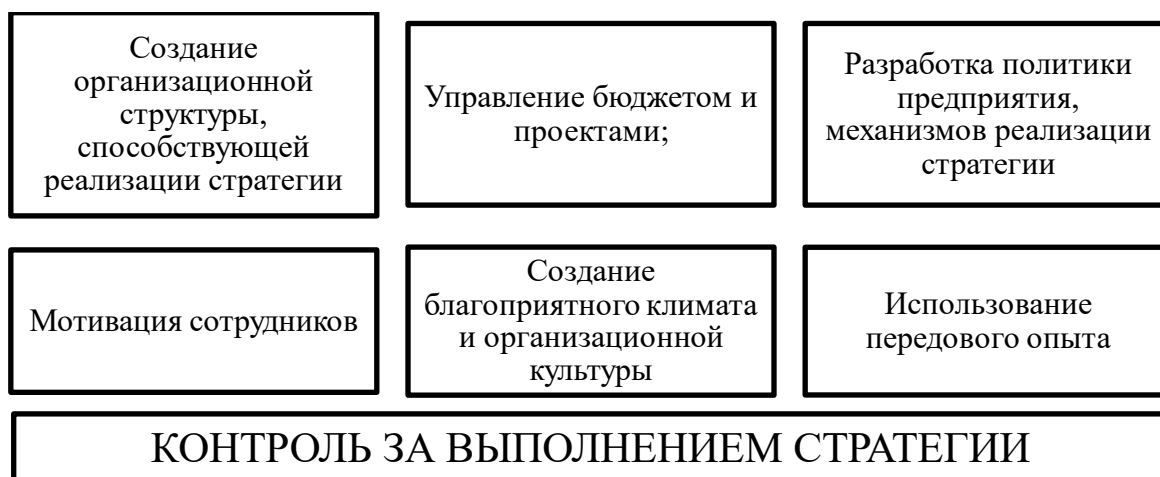 Создание
организационной
структуры,
способствующей
реализации стратегии
Управление бюджетом и
проектами;
Разработка политики
предприятия,
механизмов реализации
стратегии
Мотивация сотрудников
Создание
благоприятного климата
и организационной
культуры
Использование
передового опыта
КОНТРОЛЬ ЗА ВЫПОЛНЕНИЕМ СТРАТЕГИИ